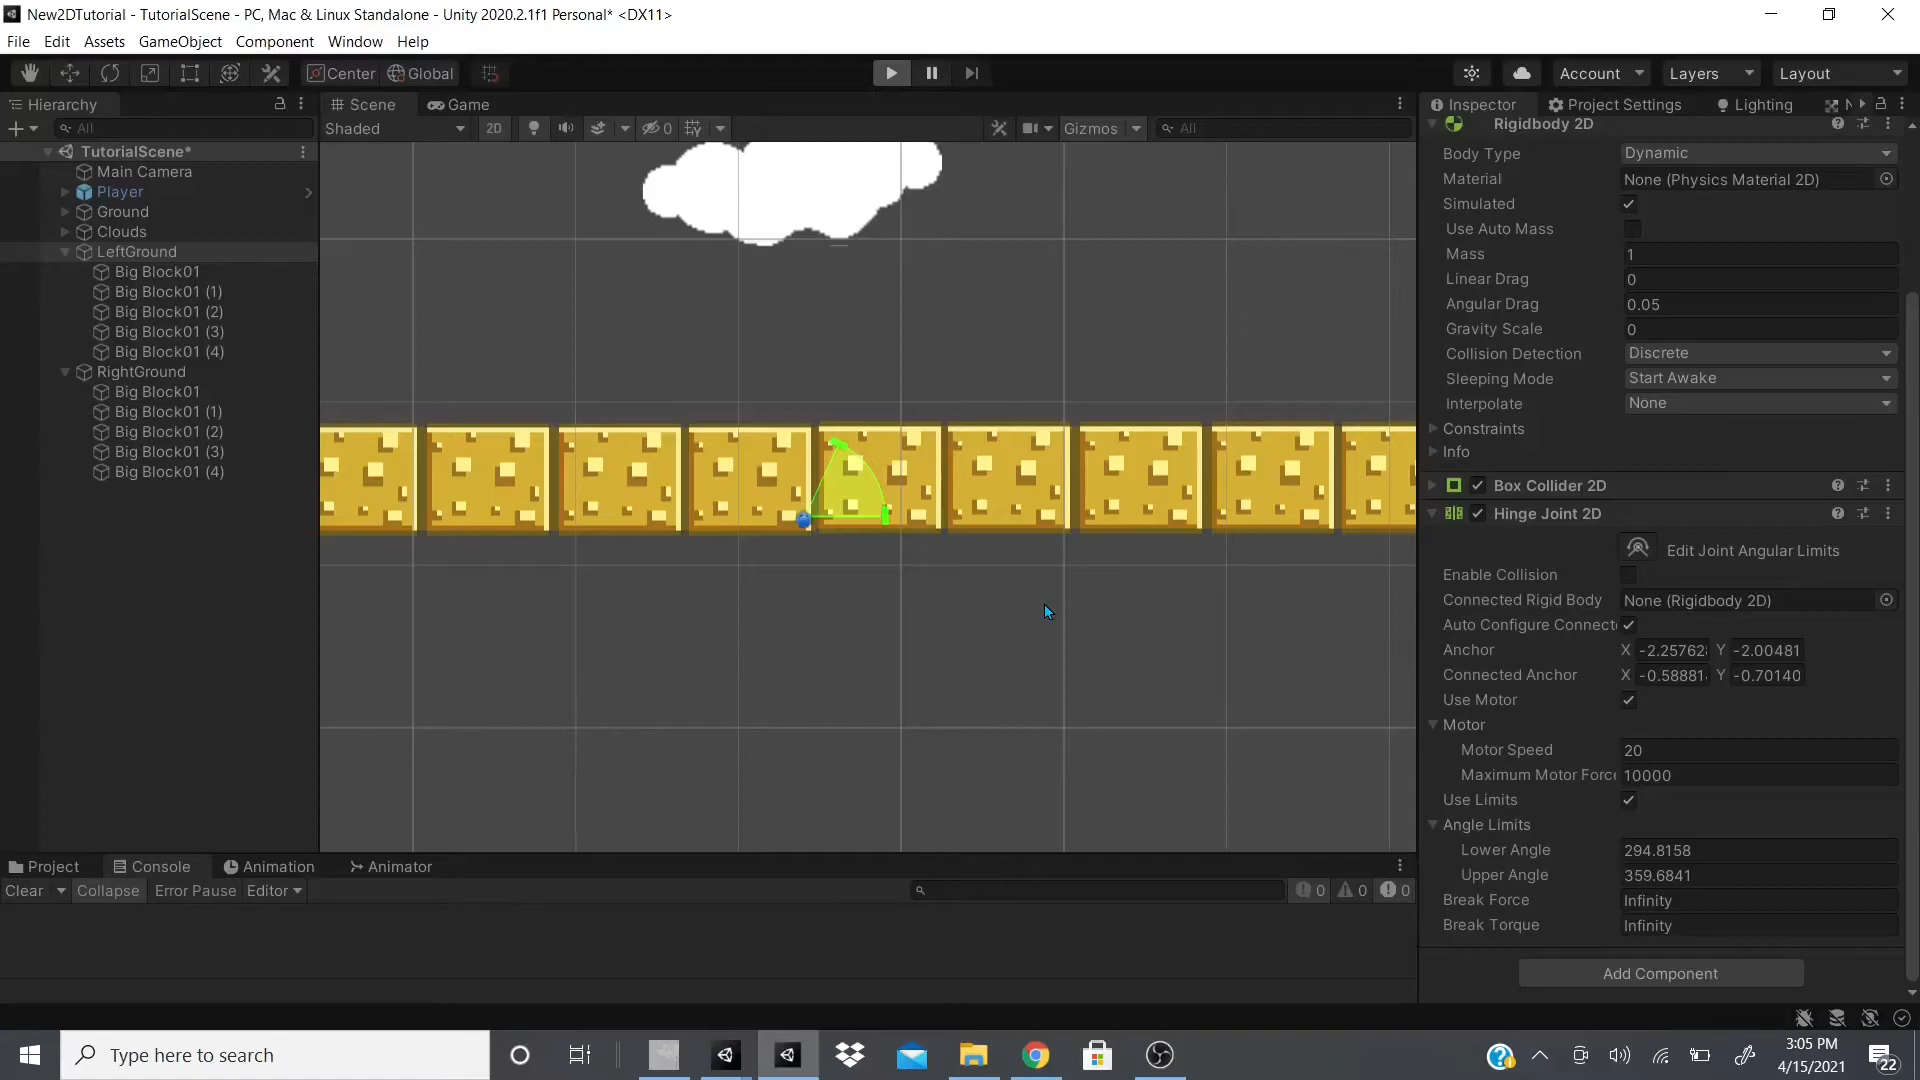 New2DTutorial - TutorialScene - PC, Mac & Linux Standalone - Unity 2020.2.1f1 Personal* <DX11>
File Edit Assets GameObject Component Window Help
Center Global
Account Layers Layout
Hierarchy
All
TutorialScene*
Main Camera
Player
Ground
Clouds
LeftGround
Big Block01
Big Block01 (1)
Big Block01 (2)
Big Block01 (3)
Big Block01 (4)
RightGround
Big Block01
Big Block01 (1)
Big Block01 (2)
Big Block01 (3)
Big Block01 (4)
Scene Game
Shaded 2D 0 Gizmos All
Inspector Project Settings Lighting
Rigidbody 2D
Body Type Dynamic
Material None (Physics Material 2D)
Simulated
Use Auto Mass
Mass 1
Linear Drag 0
Angular Drag 0.05
Gravity Scale 0
Collision Detection Discrete
Sleeping Mode Start Awake
Interpolate None
Constraints
Info
Box Collider 2D
Hinge Joint 2D
Edit Joint Angular Limits
Enable Collision
Connected Rigid Body None (Rigidbody 2D)
Auto Configure Connect
Anchor X -2.25762 Y -2.00481
Connected Anchor X -0.5881 Y -0.70140
Use Motor
Motor
Motor Speed 20
Maximum Motor Forc 10000
Use Limits
Angle Limits
Lower Angle 294.8158
Upper Angle 359.6841
Break Force Infinity
Break Torque Infinity
Add Component
Project Console Animation Animator
Clear Collapse Error Pause Editor 0 0 0
Type here to search
3:05 PM
4/15/2021
22